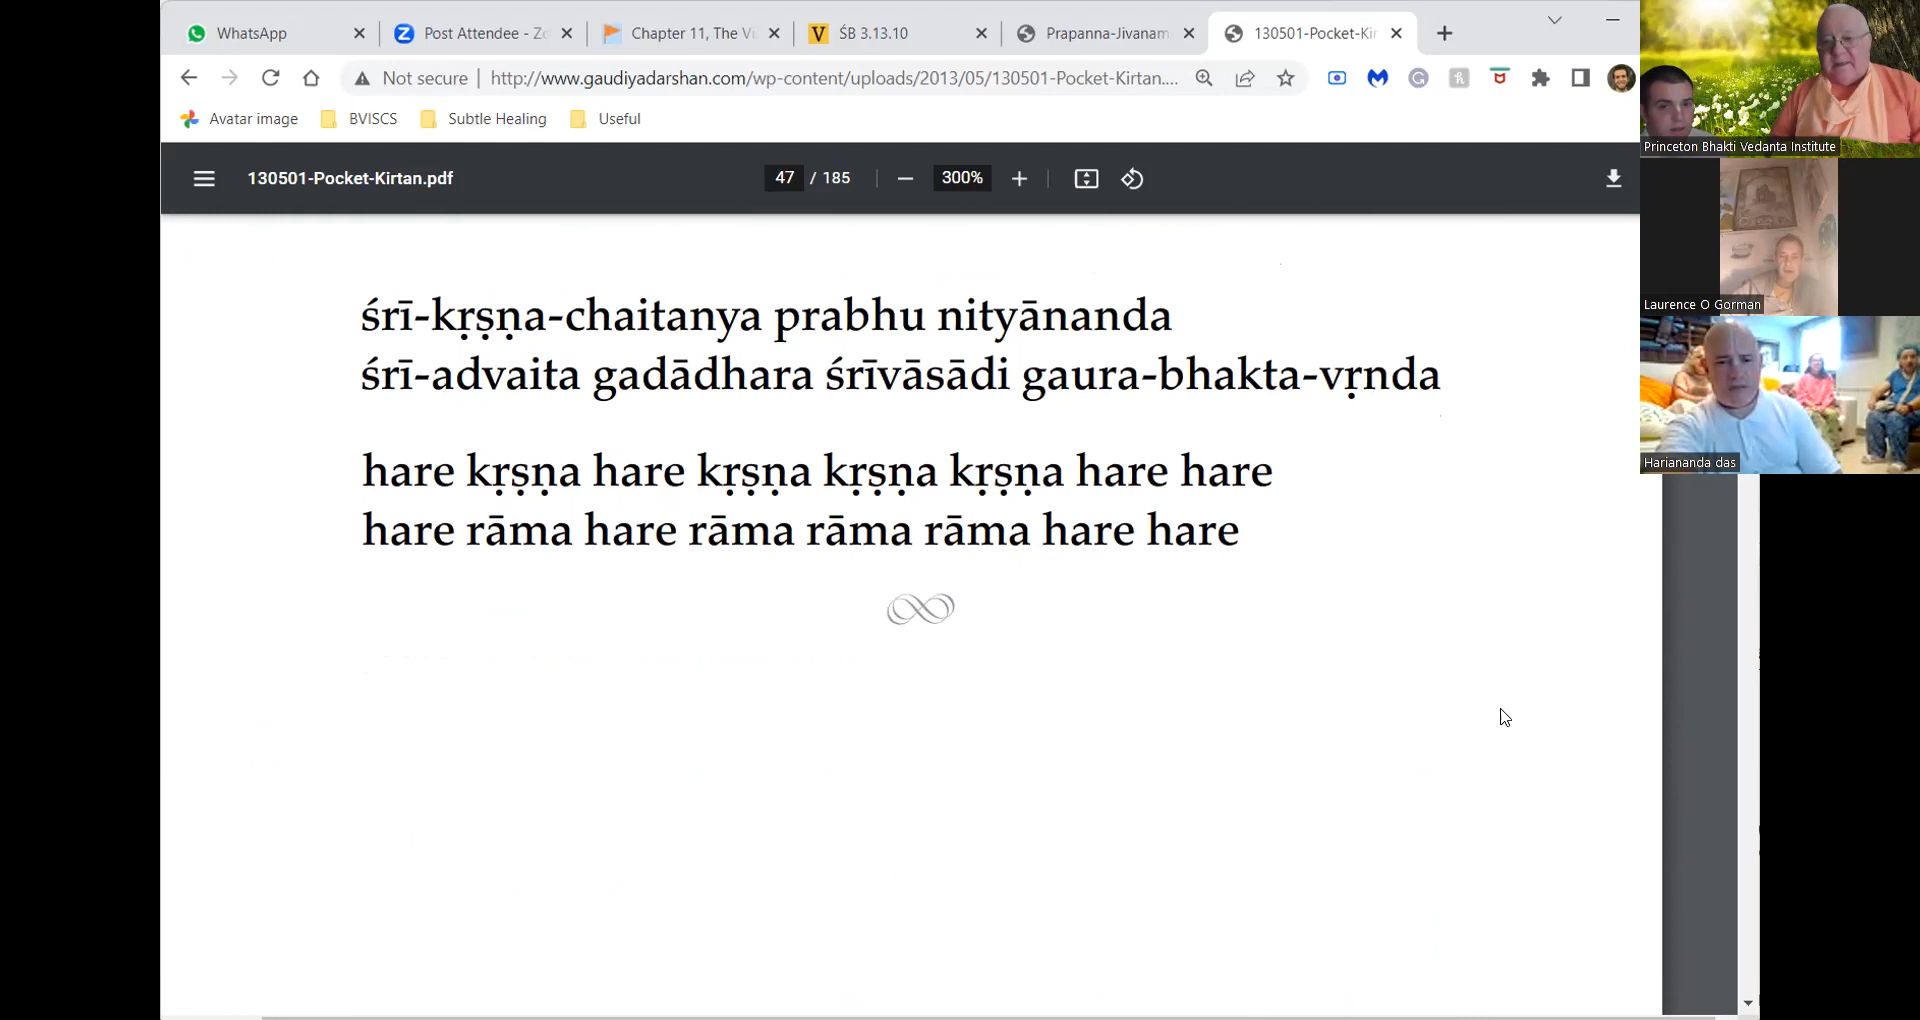 WhatsApp
Post Attendee - Zo
Chapter 11, The Vi
V
ŚB 3.13.10
Prapanna-Jivanam
130501-Pocket-Kir
Not secure
http://www.gaudiyadarshan.com/wp-content/uploads/2013/05/130501-Pocket-Kirtan....
Avatar image
BVISCS
Subtle Healing
Useful
130501-Pocket-Kirtan.pdf
47 / 185
300%
śrī-kṛṣṇa-chaitanya prabhu nityānanda
śrī-advaita gadādhara śrīvāsādi gaura-bhakta-vṛnda
hare kṛṣṇa hare kṛṣṇa kṛṣṇa kṛṣṇa hare hare
hare rāma hare rāma rāma rāma hare hare
Princeton Bhakti Vedanta Institute
Laurence O Gorman
Hariananda das